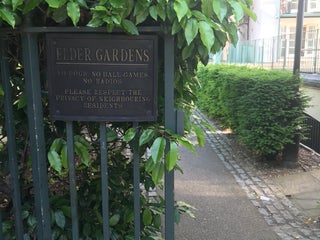 ELDER GARDENS
NO DOGS. NO BALL GAMES.
NO RADIOS.
PLEASE RESPECT THE
PRIVACY OF NEIGHBOURING
RESIDENTS